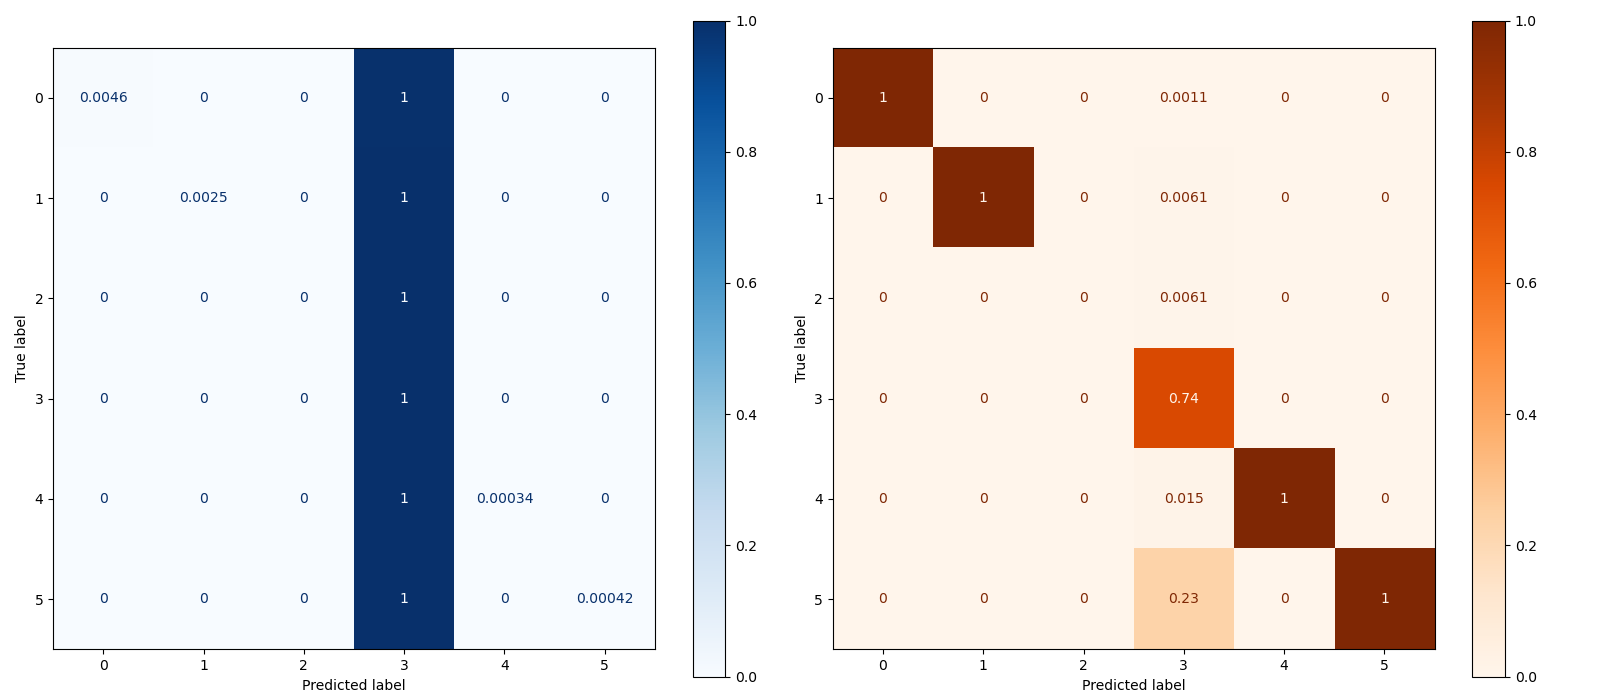 1.0
0 0.0046 0 0 1 0 0
0.8
1 0 0.0025 0 1 0 0
0.6
2 0 0 0 1 0 0
True label
3 0 0 0 1 0 0
0.4
4 0 0 0 1 0.00034 0
0.2
5 0 0 0 1 0 0.00042
0.0
0 1 2 3 4 5
Predicted label
1.0
0 1 0 0 0.0011 0 0
0.8
1 0 1 0 0.0061 0 0
0.6
2 0 0 0 0.0061 0 0
True label
3 0 0 0 0.74 0 0
0.4
4 0 0 0 0.015 1 0
0.2
5 0 0 0 0.23 0 1
0.0
0 1 2 3 4 5
Predicted label